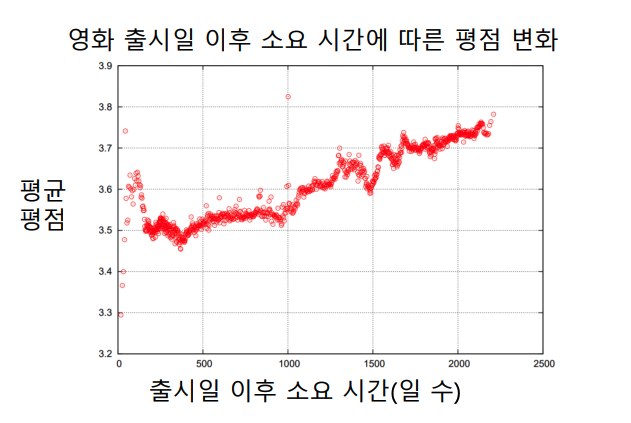 영화 출시일 이후 소요 시간에 따른 평점 변화
3.9
3.8
3.7
3.6
3.5
3.4
3.3
3.2
평균
평점
0 500 1000 1500 2000 2500
출시일 이후 소요 시간(일 수)